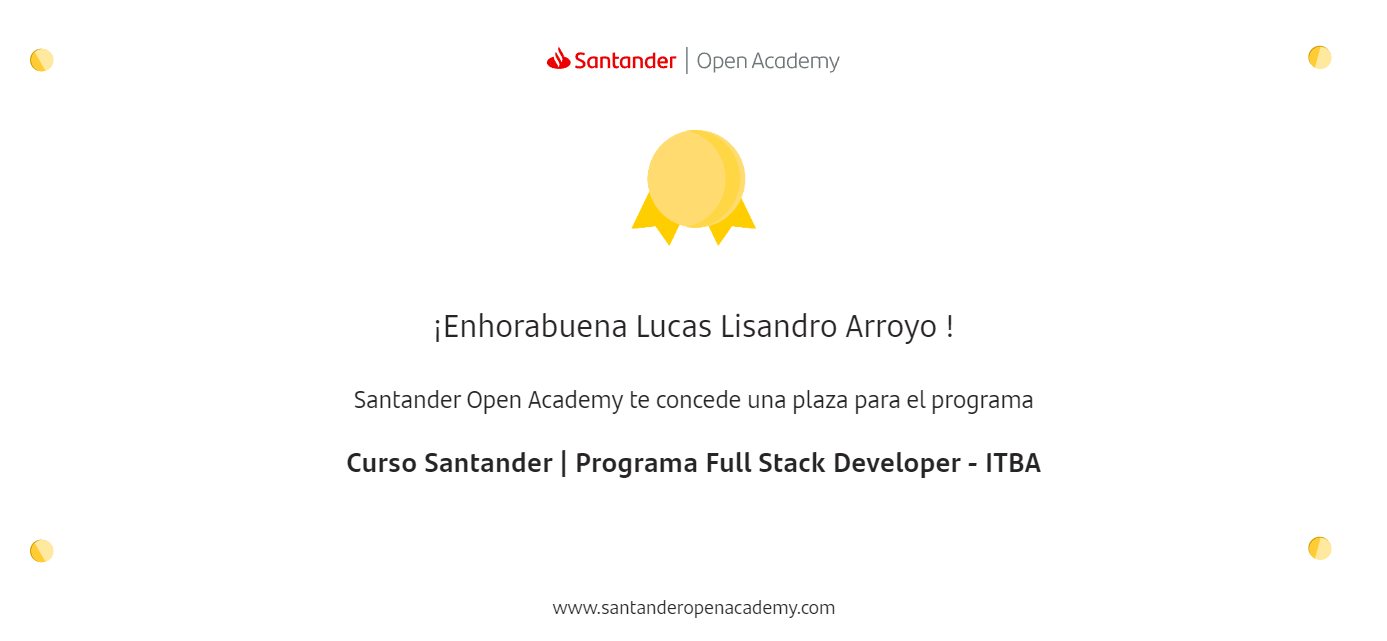 Santander | Open Academy
¡Enhorabuena Lucas Lisandro Arroyo !
Santander Open Academy te concede una plaza para el programa
Curso Santander | Programa Full Stack Developer - ITBA
www.santanderopenacademy.com